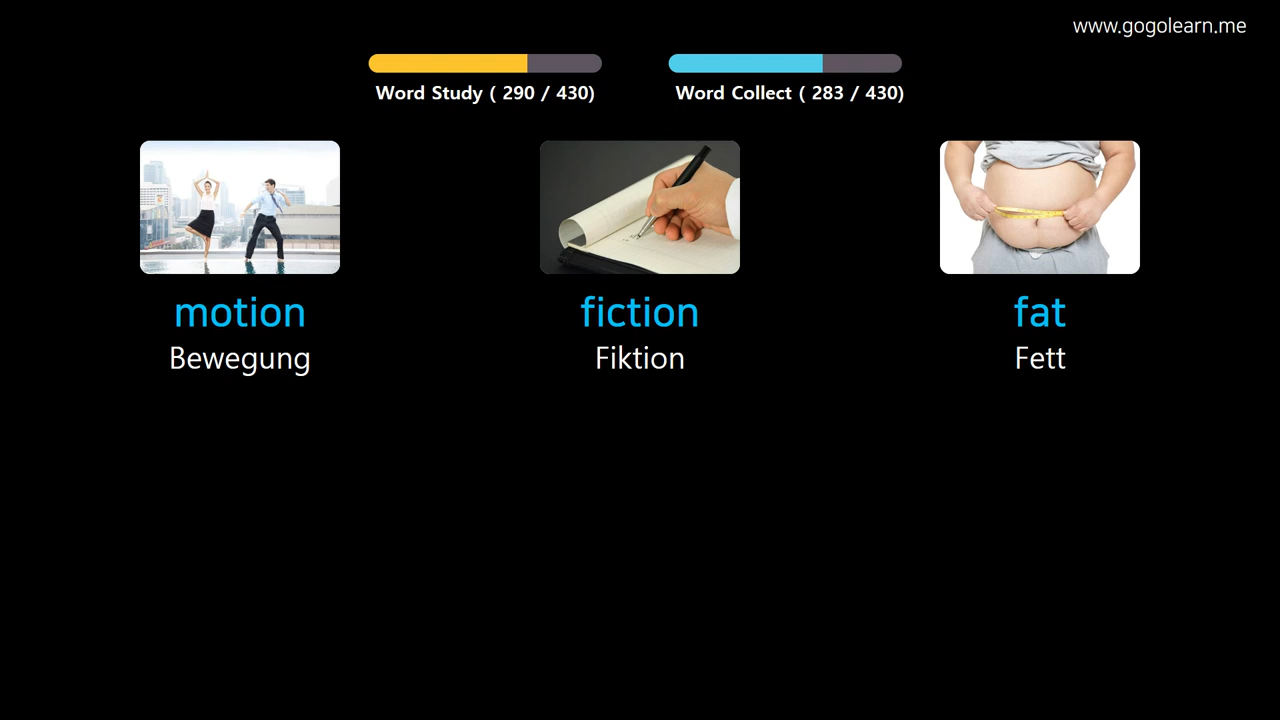 www.gogolearn.me
Word Study ( 290 / 430)
Word Collect ( 283 / 430)
motion
Bewegung
fiction
Fiktion
fat
Fett